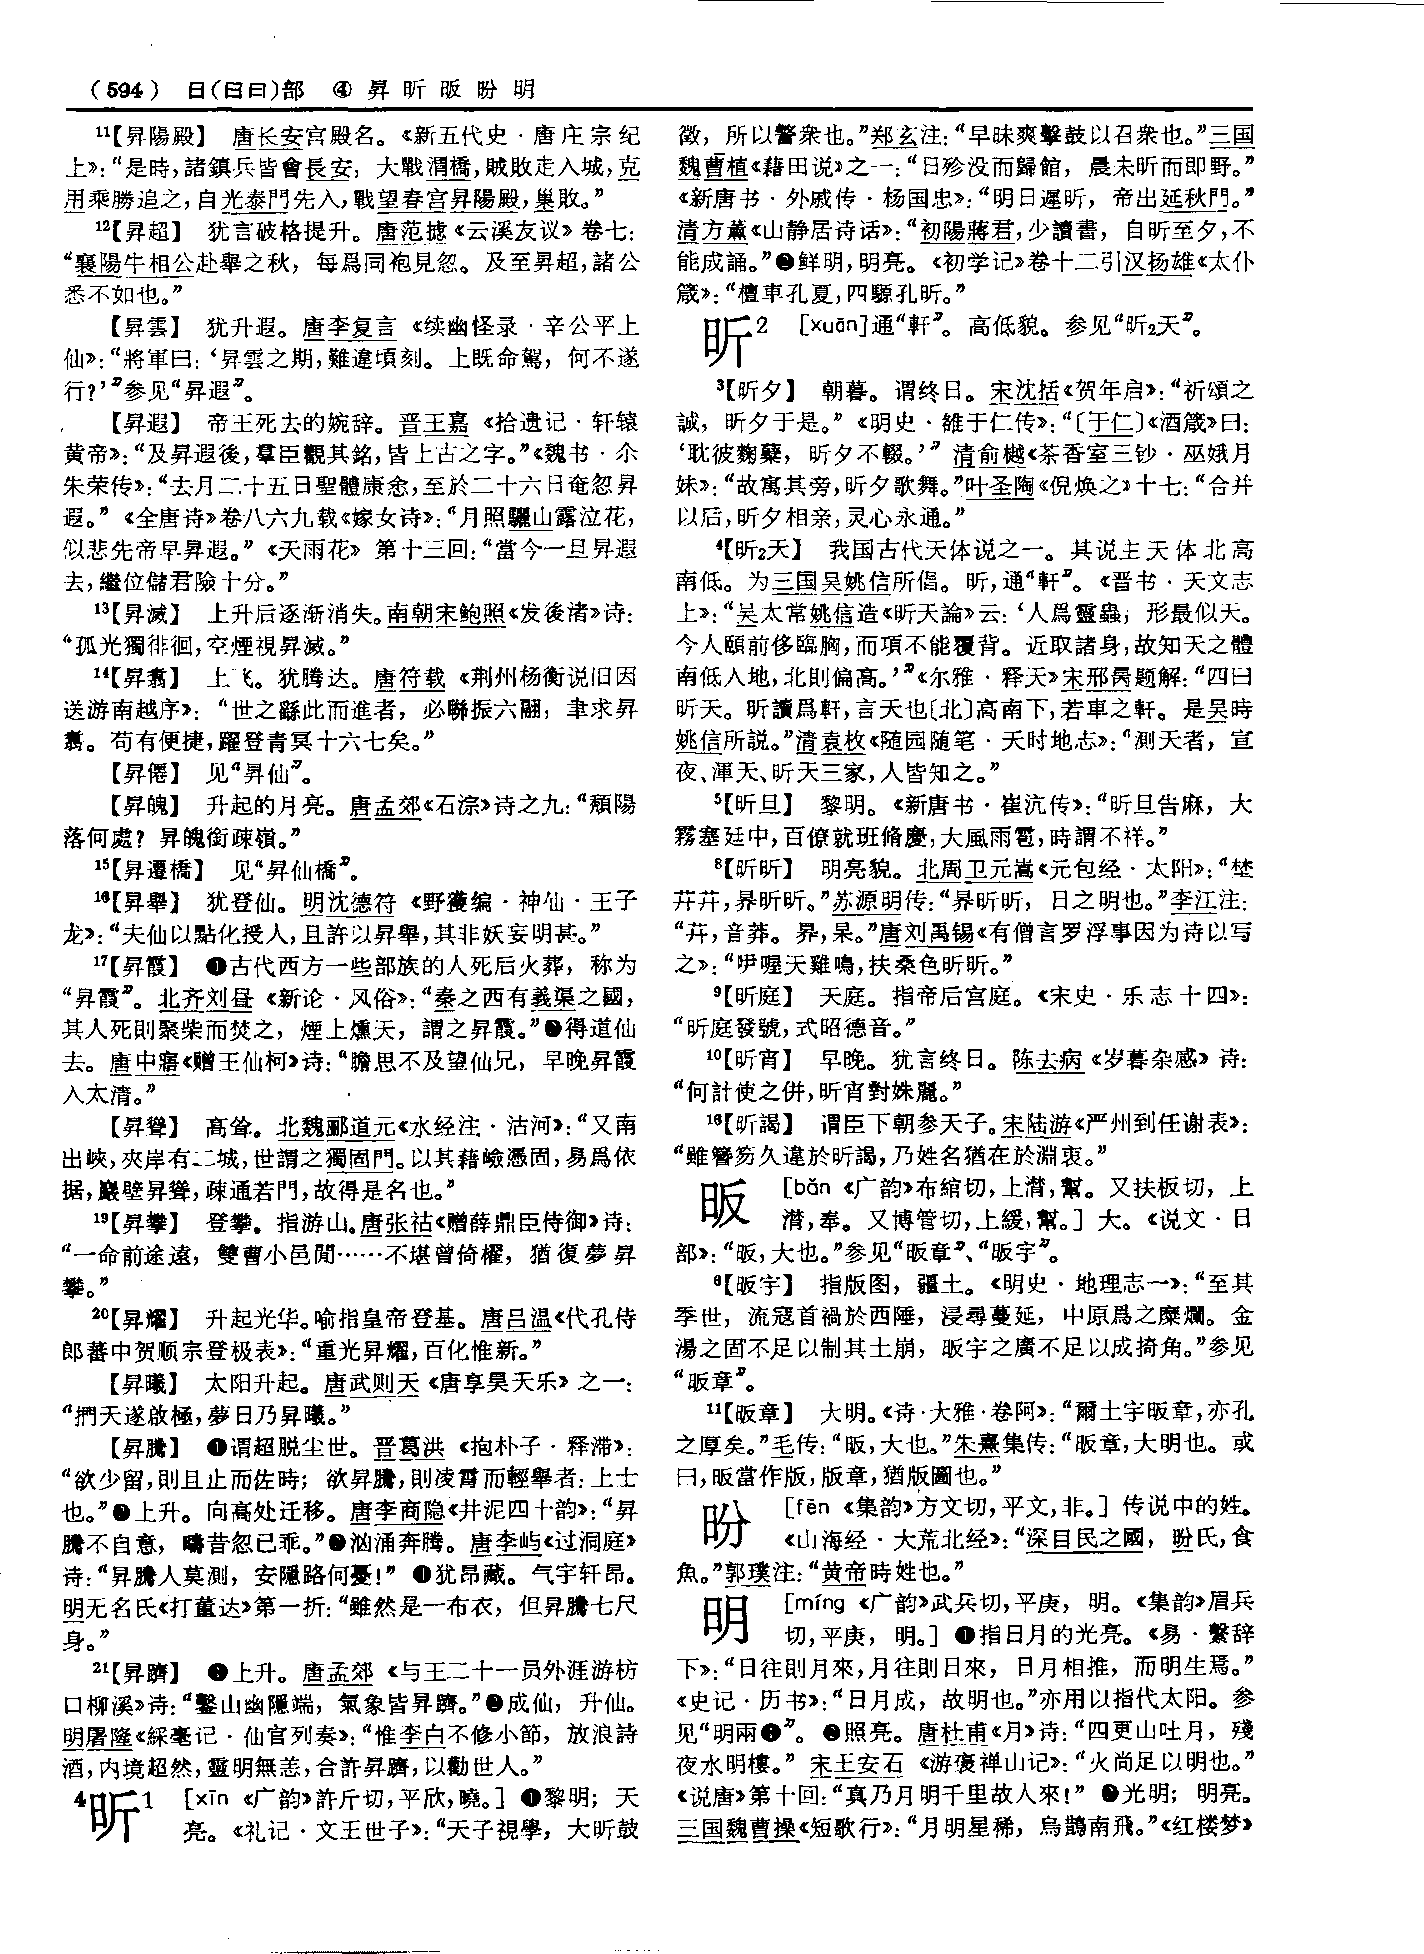 （594） 日（曰曰）部 ④ 昇昕昄昐明
¹¹【昇陽殿】 唐长安宫殿名。《新五代史·唐庄宗纪
上》：“是時，諸鎮兵皆會長安，大戰渭橋，賊敗走入城，克
用乘勝追之，自光泰門先入，戰望春宫昇陽殿，巢敗。”
¹²【昇超】 犹言破格提升。唐范摅《云溪友议》卷七：
“襄陽牛相公赴舉之秋，每爲同袍見忽。及至昇超，諸公
悉不如也。”
【昇雲】 犹升遐。唐李复言《续幽怪录·辛公平上
仙》：“將軍曰：‘昇雲之期，難違頃刻。上既命駕，何不遂
行？’”参见“昇遐”。
【昇遐】 帝王死去的婉辞。晋王嘉《拾遗记·轩辕
黄帝》：“及昇遐後，羣臣觀其銘，皆上古之字。”《魏书·尒
朱荣传》：“去月二十五日聖體康悆，至於二十六日奄忽昇
遐。”《全唐诗》卷八六九载《嫁女诗》：“月照驪山露泣花，
似悲先帝早昇遐。”《天雨花》第十三回：“當今一旦昇遐
去，繼位儲君險十分。”
¹³【昇滅】 上升后逐渐消失。南朝宋鲍照《发後渚》诗：
“孤光獨徘徊，空煙視昇滅。”
¹⁴【昇翥】 上飞。犹腾达。唐符载《荆州杨衡说旧因
送游南越序》：“世之繇此而進者，必聯振六翮，聿求昇
翥。苟有便捷，躍登青冥十六七矣。”
【昇僊】 见“昇仙”。
【昇魄】 升起的月亮。唐孟郊《石淙》诗之九：“頹陽
落何處？昇魄銜疎嶺。”
¹⁵【昇遷橋】 见“昇仙橋”。
¹⁶【昇舉】 犹登仙。明沈德符《野獲编·神仙·王子
龙》：“夫仙以點化授人，且許以昇舉，其非妖妄明甚。”
¹⁷【昇霞】 ❶古代西方一些部族的人死后火葬，称为
“昇霞”。北齐刘昼《新论·风俗》：“秦之西有義渠之國，
其人死則聚柴而焚之，煙上燻天，謂之昇霞。”❷得道仙
去。唐中寤《赠王仙柯》诗：“瞻思不及望仙兄，早晚昇霞
入太清。”
【昇聳】 高耸。北魏郦道元《水经注·沽河》：“又南
出峽，夾岸有二城，世謂之獨固門。以其藉嶮憑固，易爲依
据，巖壁昇聳，疎通若門，故得是名也。”
¹⁹【昇攀】 登攀。指游山。唐张祜《赠薛鼎臣侍御》诗：
“一命前途遠，雙曹小邑閒……不堪曾倚櫂，猶復夢昇
攀。”
²⁰【昇耀】 升起光华。喻指皇帝登基。唐吕温《代孔侍
郎蕃中贺顺宗登极表》：“重光昇耀，百化惟新。”
【昇曦】 太阳升起。唐武则天《唐享昊天乐》之一：
“捫天遂啟極，夢日乃昇曦。”
【昇騰】 ❶谓超脱尘世。晋葛洪《抱朴子·释滞》：
“欲少留，則且止而佐時；欲昇騰，則淩霄而輕舉者：上士
也。”❷上升。向高处迁移。唐李商隐《井泥四十韵》：“昇
騰不自意，疇昔忽已乖。”❸汹涌奔腾。唐李屿《过洞庭》
诗：“昇騰人莫測，安隱路何憂！”❹犹昂藏。气宇轩昂。
明无名氏《打董达》第一折：“雖然是一布衣，但昇騰七尺
身。”
²¹【昇躋】 ❶上升。唐孟郊《与王二十一员外涯游枋
口柳溪》诗：“鑿山幽隱端，氣象皆昇躋。”❷成仙，升仙。
明屠隆《綵毫记·仙官列奏》：“惟李白不修小節，放浪詩
酒，内境超然，靈明無恙，合許昇躋，以勸世人。”
⁴昕1 ［xīn《广韵》許斤切，平欣，曉。］❶黎明；天
亮。《礼记·文王世子》：“天子視學，大昕鼓
徵，所以警衆也。”郑玄注：“早昧爽擊鼓以召衆也。”三国
魏曹植《藉田说》之一：“日殄没而歸館，晨未昕而即野。”
《新唐书·外戚传·杨国忠》：“明日遲昕，帝出延秋門。”
清方薰《山静居诗话》：“初陽蔣君，少讀書，自昕至夕，不
能成誦。”❷鲜明，明亮。《初学记》卷十二引汉杨雄《太仆
箴》：“檀車孔夏，四騵孔昕。”
昕2 ［xuān］通“軒”。高低貌。参见“昕₂天”。
³【昕夕】 朝暮。谓终日。宋沈括《贺年启》：“祈頌之
誠，昕夕于是。”《明史·雒于仁传》：“〔于仁〕《酒箴》曰：
‘耽彼麴糵，昕夕不輟。’”清俞樾《茶香室三钞·巫娥月
妹》：“故寓其旁，昕夕歌舞。”叶圣陶《倪焕之》十七：“合并
以后，昕夕相亲，灵心永通。”
⁴【昕₂天】 我国古代天体说之一。其说主天体北高
南低。为三国吴姚信所倡。昕，通“軒”。《晋书·天文志
上》：“吴太常姚信造《昕天論》云：‘人爲靈蟲，形最似天。
今人頤前侈臨胸，而項不能覆背。近取諸身，故知天之體
南低入地，北則偏高。’”《尔雅·释天》宋邢昺题解：“四曰
昕天。昕讀爲軒，言天也〔北〕高南下，若車之軒。是吴時
姚信所説。”清袁枚《随园随笔·天时地志》：“測天者，宣
夜、渾天、昕天三家，人皆知之。”
⁵【昕旦】 黎明。《新唐书·崔沆传》：“昕旦告麻，大
霧塞廷中，百僚就班脩慶，大風雨雹，時謂不祥。”
⁸【昕昕】 明亮貌。北周卫元嵩《元包经·太阳》：“埜
茻茻，昦昕昕。”苏源明传：“昦昕昕，日之明也。”李江注：
“茻，音莽。昦，杲。”唐刘禹锡《有僧言罗浮事因为诗以写
之》：“咿喔天雞鳴，扶桑色昕昕。”
⁹【昕庭】 天庭。指帝后宫庭。《宋史·乐志十四》：
“昕庭發號，式昭德音。”
¹⁰【昕宵】 早晚。犹言终日。陈去病《岁暮杂感》诗：
“何計使之併，昕宵對姝麗。”
¹⁶【昕謁】 谓臣下朝参天子。宋陆游《严州到任谢表》：
“雖簪笏久違於昕謁，乃姓名猶在於淵衷。”
昄 ［bǎn《广韵》布綰切，上潸，幫。又扶板切，上
潸，奉。又博管切，上緩，幫。］大。《说文·日
部》：“昄，大也。”参见“昄章”、“昄宇”。
⁶【昄宇】 指版图，疆土。《明史·地理志一》：“至其
季世，流寇首禍於西陲，浸尋蔓延，中原爲之糜爛。金
湯之固不足以制其土崩，昄宇之廣不足以成掎角。”参见
“昄章”。
¹¹【昄章】 大明。《诗·大雅·卷阿》：“爾土宇昄章，亦孔
之厚矣。”毛传：“昄，大也。”朱熹集传：“昄章，大明也。或
曰，昄當作版，版章，猶版圖也。”
昐 ［fēn《集韵》方文切，平文，非。］传说中的姓。
《山海经·大荒北经》：“深目民之國，昐氏，食
魚。”郭璞注：“黄帝時姓也。”
明 ［míng《广韵》武兵切，平庚，明。《集韵》眉兵
切，平庚，明。］❶指日月的光亮。《易·繫辞
下》：“日往則月來，月往則日來，日月相推，而明生焉。”
《史记·历书》：“日月成，故明也。”亦用以指代太阳。参
见“明兩❶”。❷照亮。唐杜甫《月》诗：“四更山吐月，殘
夜水明樓。”宋王安石《游褒禅山记》：“火尚足以明也。”
《说唐》第十回：“真乃月明千里故人來！”❸光明；明亮。
三国魏曹操《短歌行》：“月明星稀，烏鵲南飛。”《红楼梦》